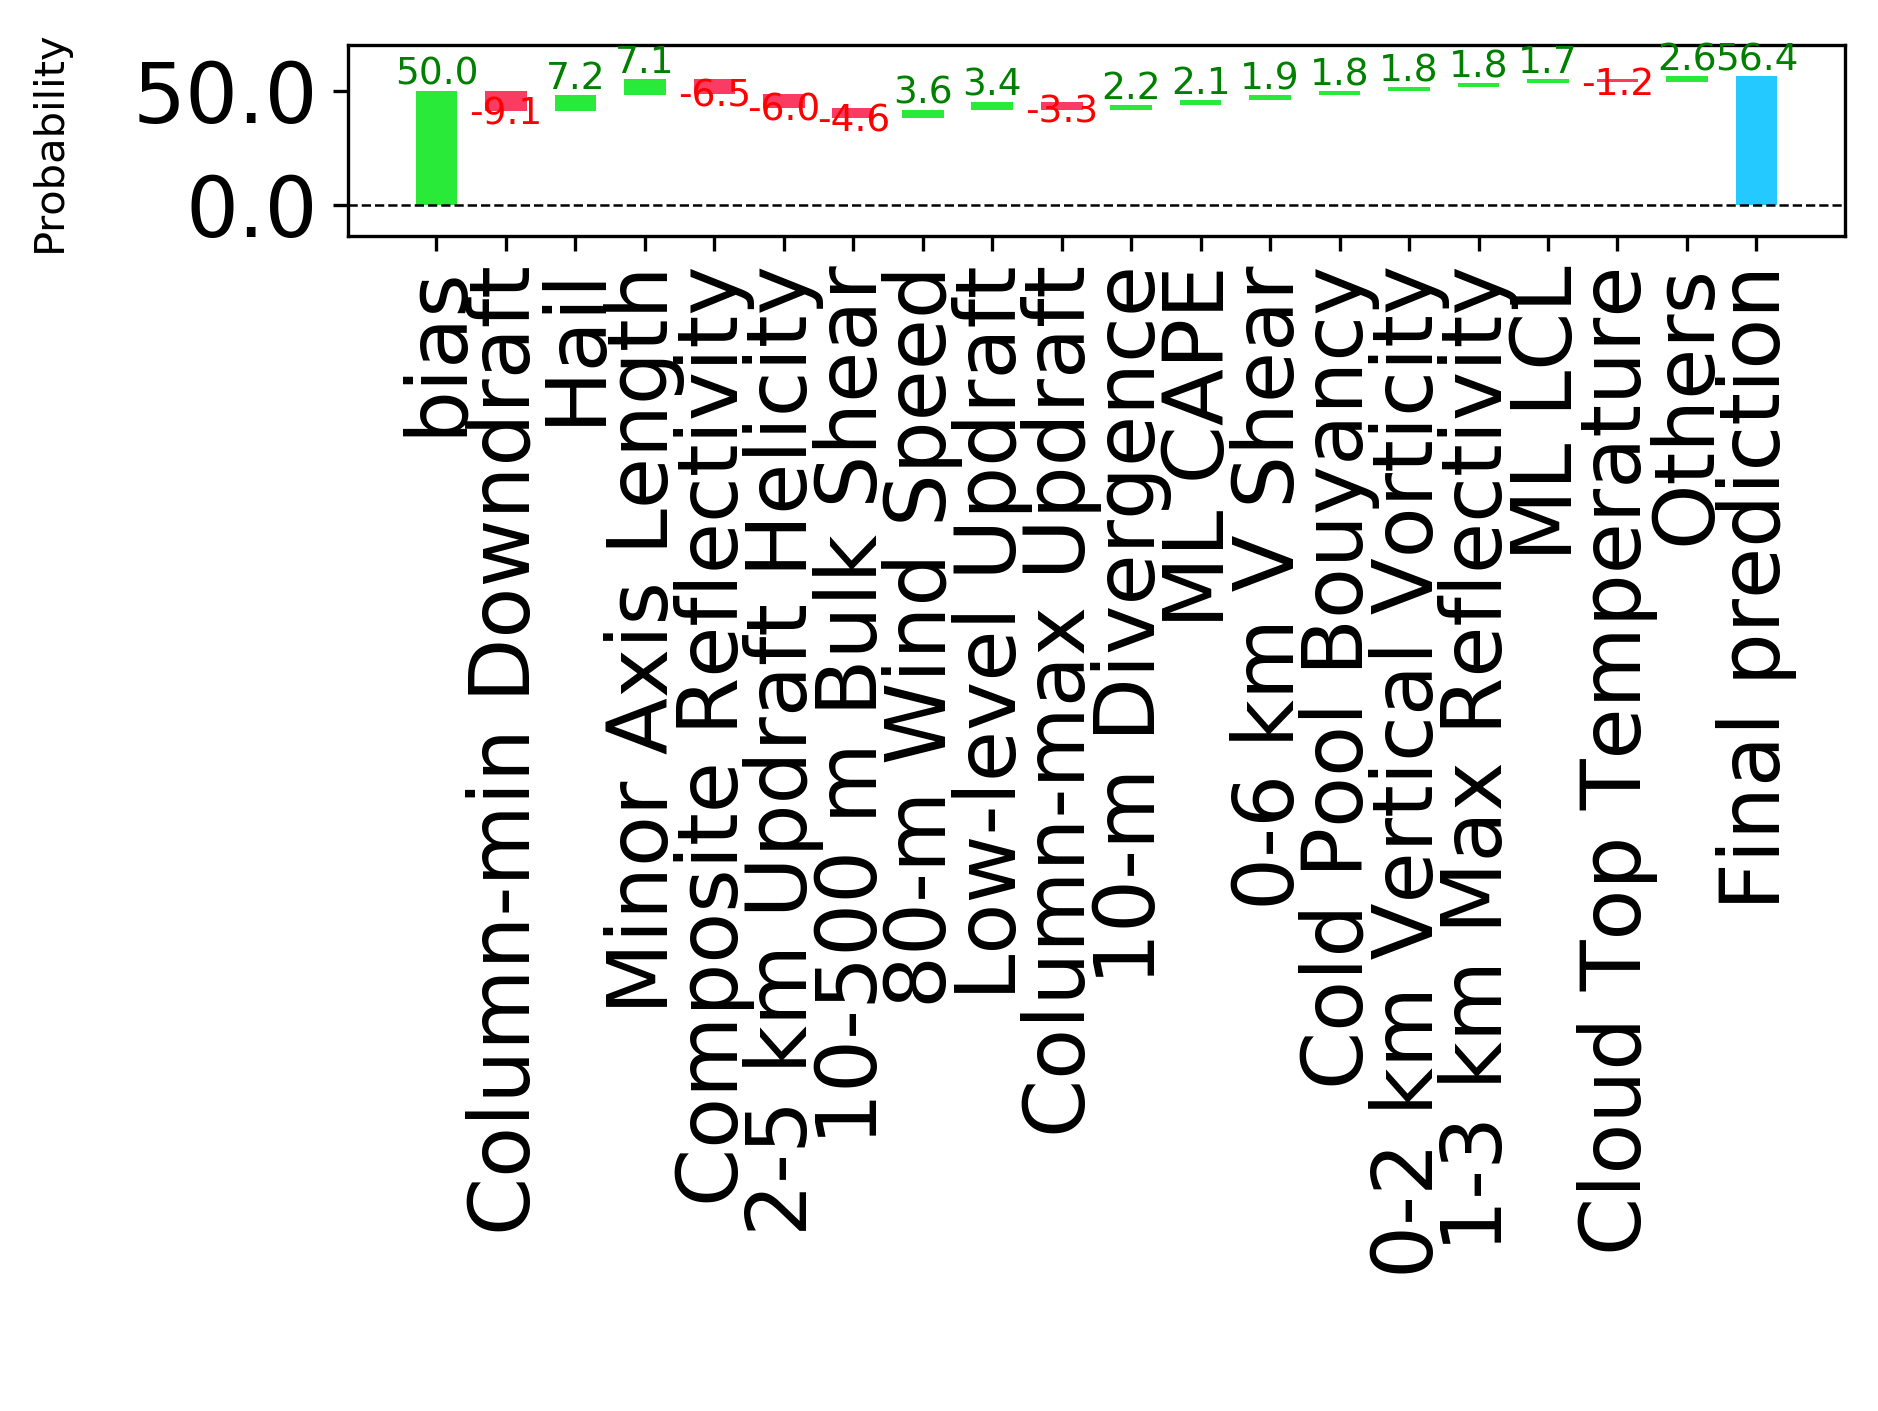 Probability
50.0
0.0
50.0
-9.1
7.2
7.1
-6.5
-6.0
-4.6
3.6
3.4
-3.3
2.2
2.1
1.9
1.8
1.8
1.8
1.7
-1.2
2.6
56.4
bias
Column-min Downdraft
Hail
Minor Axis Length
Composite Reflectivity
2-5 km Updraft Helicity
10-500 m Bulk Shear
80-m Wind Speed
Low-level Updraft
Column-max Updraft
10-m Divergence
ML CAPE
0-6 km V Shear
Cold Pool Bouyancy
0-2 km Vertical Vorticity
1-3 km Max Reflectivity
ML LCL
Cloud Top Temperature
Others
Final prediction